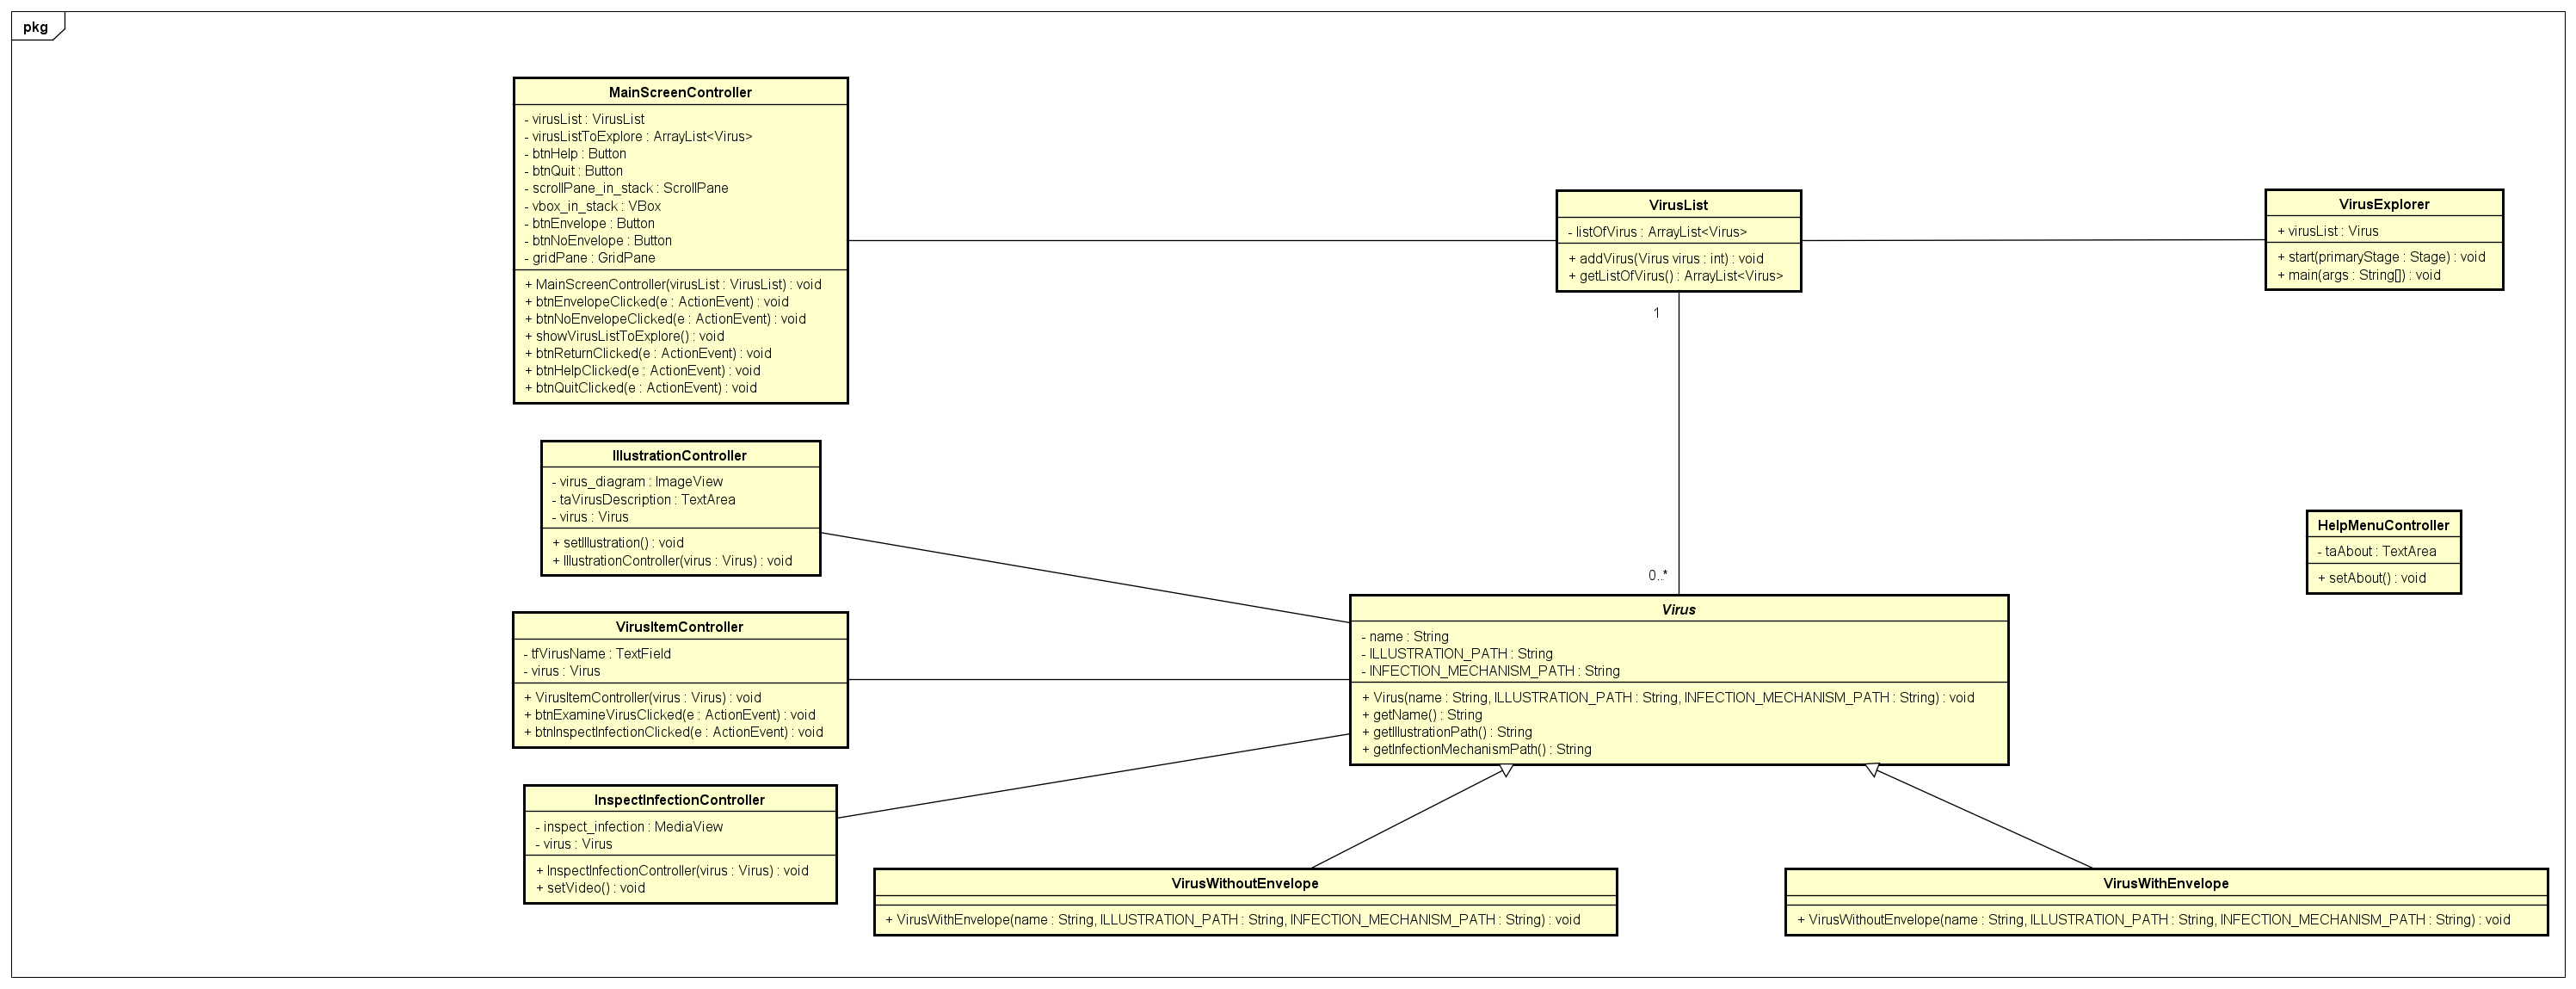 pkg
MainScreenController
- virusList : VirusList
- virusListToExplore : ArrayList<Virus>
- btnHelp : Button
- btnQuit : Button
- scrollPane_in_stack : ScrollPane
- vbox_in_stack : VBox
- btnEnvelope : Button
- btnNoEnvelope : Button
- gridPane : GridPane
+ MainScreenController(virusList : VirusList) : void
+ btnEnvelopeClicked(e : ActionEvent) : void
+ btnNoEnvelopeClicked(e : ActionEvent) : void
+ showVirusListToExplore() : void
+ btnReturnClicked(e : ActionEvent) : void
+ btnHelpClicked(e : ActionEvent) : void
+ btnQuitClicked(e : ActionEvent) : void
VirusList
- listOfVirus : ArrayList<Virus>
+ addVirus(Virus virus : int) : void
+ getListOfVirus() : ArrayList<Virus>
VirusExplorer
+ virusList : Virus
+ start(primaryStage : Stage) : void
+ main(args : String[]) : void
1
0..*
IllustrationController
- virus_diagram : ImageView
- taVirusDescription : TextArea
- virus : Virus
+ setIllustration() : void
+ IllustrationController(virus : Virus) : void
HelpMenuController
- taAbout : TextArea
+ setAbout() : void
VirusItemController
- tfVirusName : TextField
- virus : Virus
+ VirusItemController(virus : Virus) : void
+ btnExamineVirusClicked(e : ActionEvent) : void
+ btnInspectInfectionClicked(e : ActionEvent) : void
Virus
- name : String
- ILLUSTRATION_PATH : String
- INFECTION_MECHANISM_PATH : String
+ Virus(name : String, ILLUSTRATION_PATH : String, INFECTION_MECHANISM_PATH : String) : void
+ getName() : String
+ getIllustrationPath() : String
+ getInfectionMechanismPath() : String
InspectInfectionController
- inspect_infection : MediaView
- virus : Virus
+ InspectInfectionController(virus : Virus) : void
+ setVideo() : void
VirusWithoutEnvelope
+ VirusWithEnvelope(name : String, ILLUSTRATION_PATH : String, INFECTION_MECHANISM_PATH : String) : void
VirusWithEnvelope
+ VirusWithoutEnvelope(name : String, ILLUSTRATION_PATH : String, INFECTION_MECHANISM_PATH : String) : void